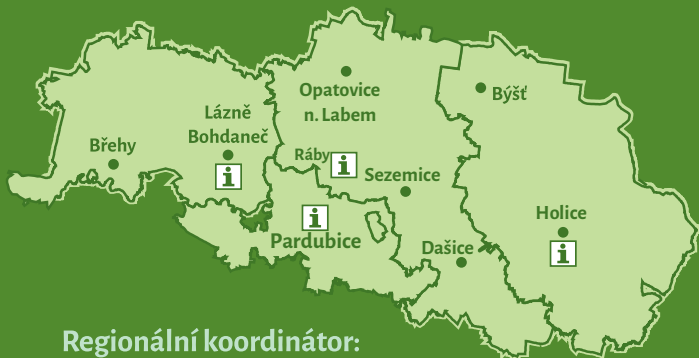 Opatovice
n. Labem
Býšť
Lázně
Bohdaneč
Břehy
i
Ráby
i
Sezemice
i
Pardubice
Holice
i
Dašice
Regionální koordinátor: